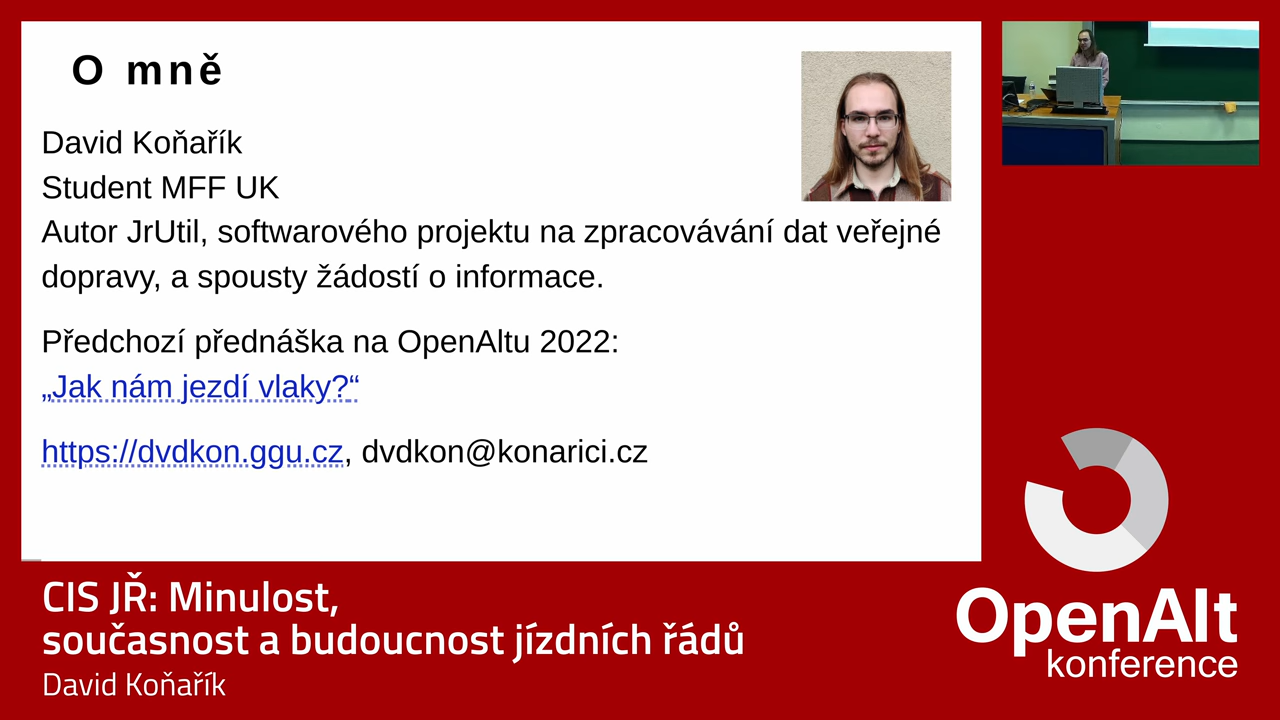 O mně
David Koňařík
Student MFF UK
Autor JrUtil, softwarového projektu na zpracovávání dat veřejné
dopravy, a spousty žádostí o informace.
Předchozí přednáška na OpenAltu 2022:
„Jak nám jezdí vlaky?“
https://dvdkon.ggu.cz, dvdkon@konarici.cz
CIS JŘ: Minulost,
současnost a budoucnost jízdních řádů
David Koňařík
OpenAlt
konference